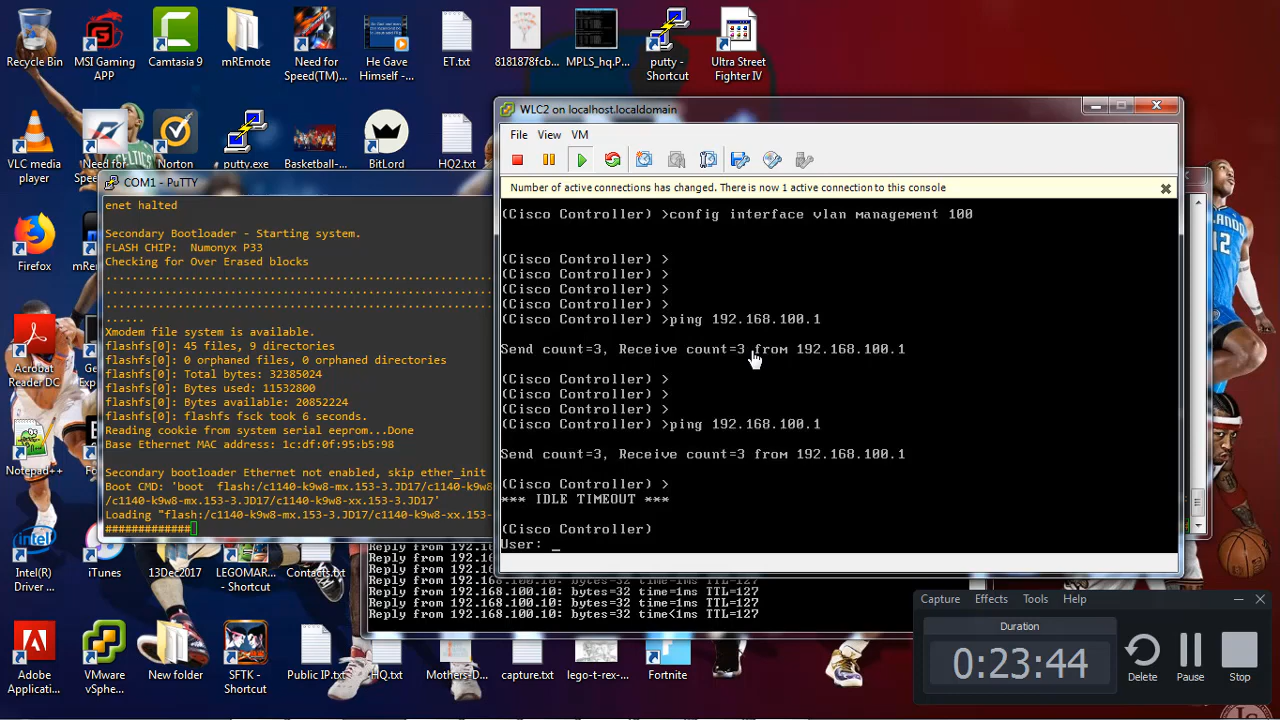 Recycle Bin
MSI Gaming
APP
Camtasia 9
mREmote
Need for
Speed(TM)...
He Gave
Himself -...
ET.txt
8181878fcb...
MPLS_hq.P...
putty -
Shortcut
Ultra Street
Fighter IV
VLC media
player
Norton
putty.exe
Basketball-...
BitLord
HQ2.txt
Firefox
Acrobat
Reader DC
Notepad++
Intel(R)
Driver ...
iTunes
13Dec2017
LEGOMAR...
- Shortcut
Contacts.txt
Adobe
Applicati...
VMware
vSphe...
New folder
SFTK -
Shortcut
Public IP.txt
HQ.txt
Mothers-D...
capture.txt
lego-t-rex-...
Fortnite
COM1 - PuTTY
enet halted
Secondary Bootloader - Starting system.
FLASH CHIP: Numonyx P33
Checking for Over Erased blocks
......
Xmodem file system is available.
flashfs[0]: 45 files, 9 directories
flashfs[0]: 0 orphaned files, 0 orphaned directories
flashfs[0]: Total bytes: 32385024
flashfs[0]: Bytes used: 11532800
flashfs[0]: Bytes available: 20852224
flashfs[0]: flashfs fsck took 6 seconds.
Reading cookie from system serial eeprom...Done
Base Ethernet MAC address: 1c:df:0f:95:b5:98
Secondary bootloader Ethernet not enabled, skip ether_init
Boot CMD: 'boot  flash:/c1140-k9w8-mx.153-3.JD17/c1140-k9w8
/c1140-k9w8-mx.153-3.JD17/c1140-k9w8-xx.153-3.JD17'
Loading "flash:/c1140-k9w8-mx.153-3.JD17/c1140-k9w8-xx.153-
#############
WLC2 on localhost.localdomain
File View VM
Number of active connections has changed. There is now 1 active connection to this console
(Cisco Controller) >config interface vlan management 100
(Cisco Controller) >
(Cisco Controller) >
(Cisco Controller) >
(Cisco Controller) >
(Cisco Controller) >ping 192.168.100.1
Send count=3, Receive count=3 from 192.168.100.1
(Cisco Controller) >
(Cisco Controller) >
(Cisco Controller) >
(Cisco Controller) >ping 192.168.100.1
Send count=3, Receive count=3 from 192.168.100.1
(Cisco Controller) >
*** IDLE TIMEOUT ***
(Cisco Controller)
User: _
Reply from 192.168.100.10: bytes=32 time=1ms TTL=127
Reply from 192.168.100.10: bytes=32 time=1ms TTL=127
Reply from 192.168.100.10: bytes=32 time=1ms TTL=127
Reply from 192.168.100.10: bytes=32 time<1ms TTL=127
Capture Effects Tools Help
Duration
0:23:44
Delete
Pause
Stop